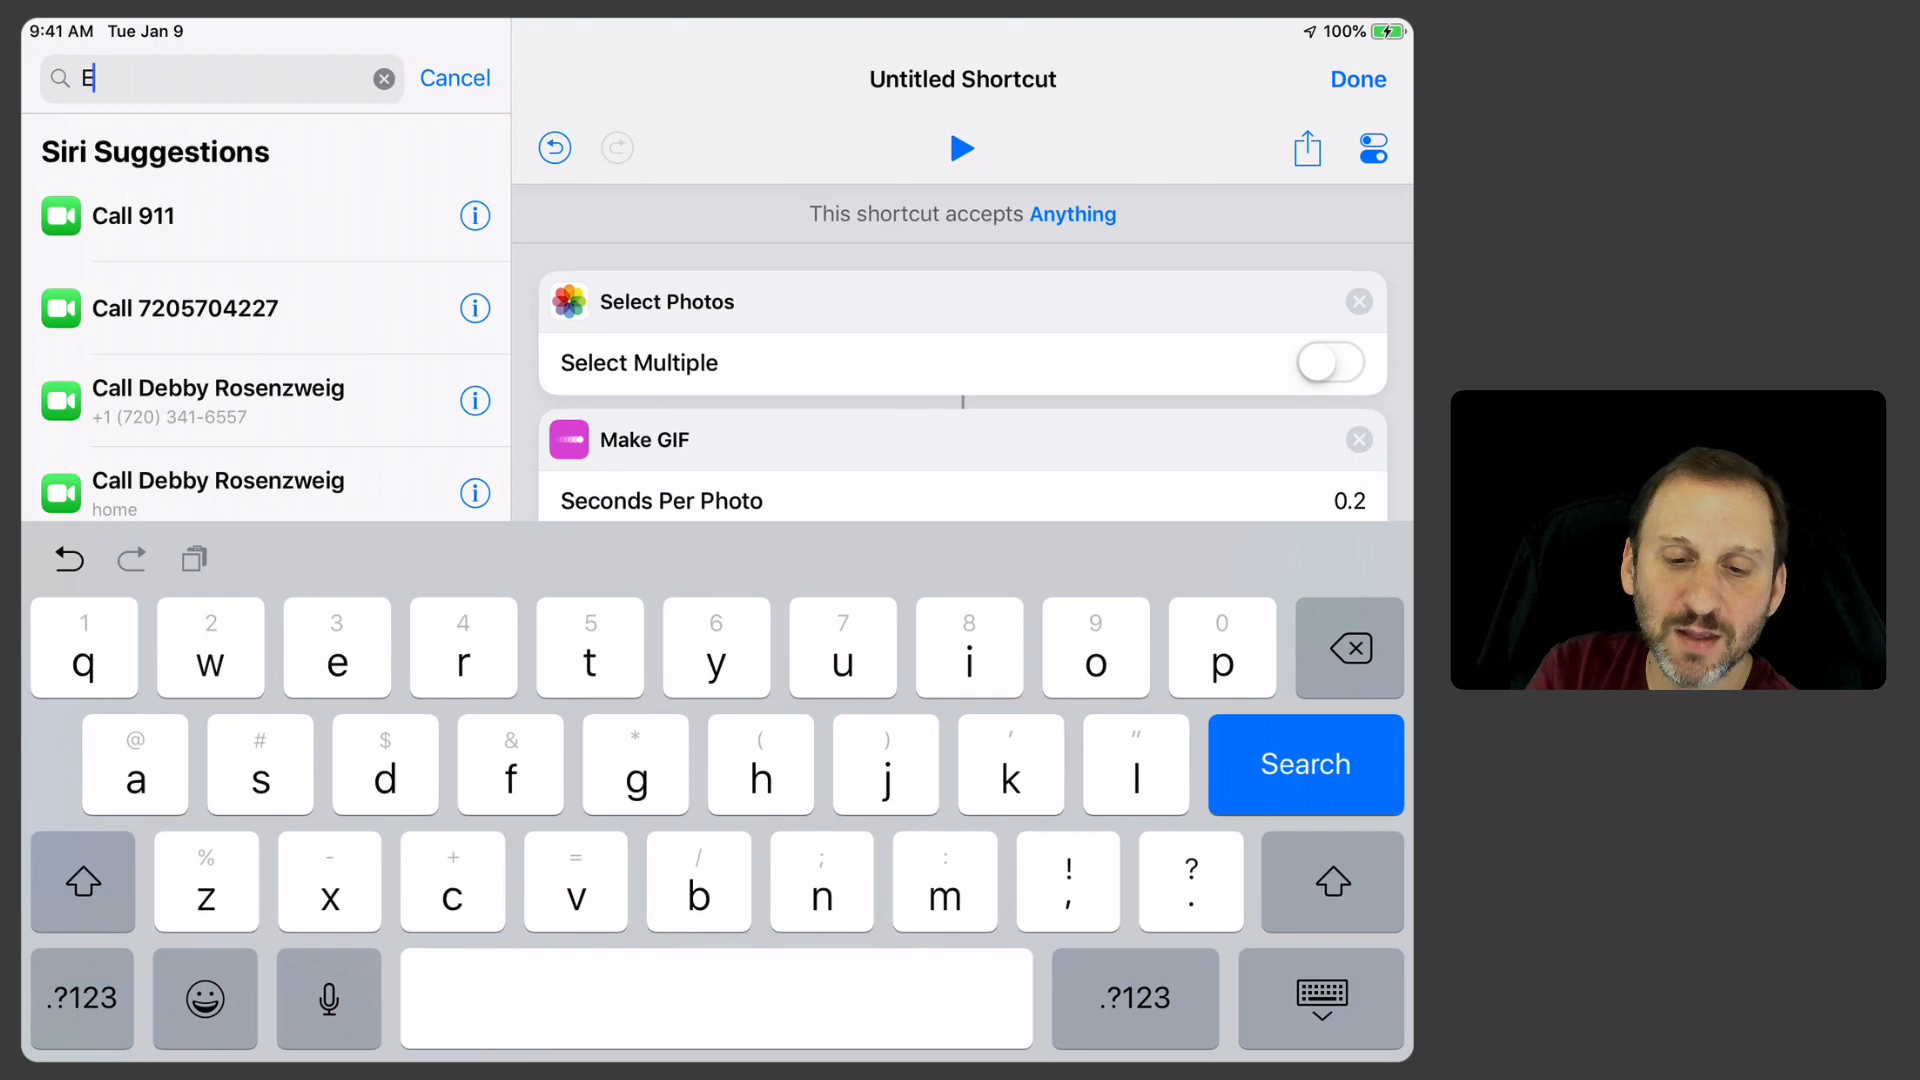 9:41 AM Tue Jan 9
100%
E
Cancel
Untitled Shortcut
Done
Siri Suggestions
Call 911
This shortcut accepts Anything
Call 7205704227
Select Photos
Select Multiple
Call Debby Rosenzweig
+1 (720) 341-6557
Make GIF
Call Debby Rosenzweig
home
Seconds Per Photo 0.2
1 2 3 4 5 6 7 8 9 0
q w e r t y u i o p
@ # $ & * ( ) ' "
a s d f g h j k l
Search
% - + = / ; : ! ?
z x c v b n m , .
.?123 .?123